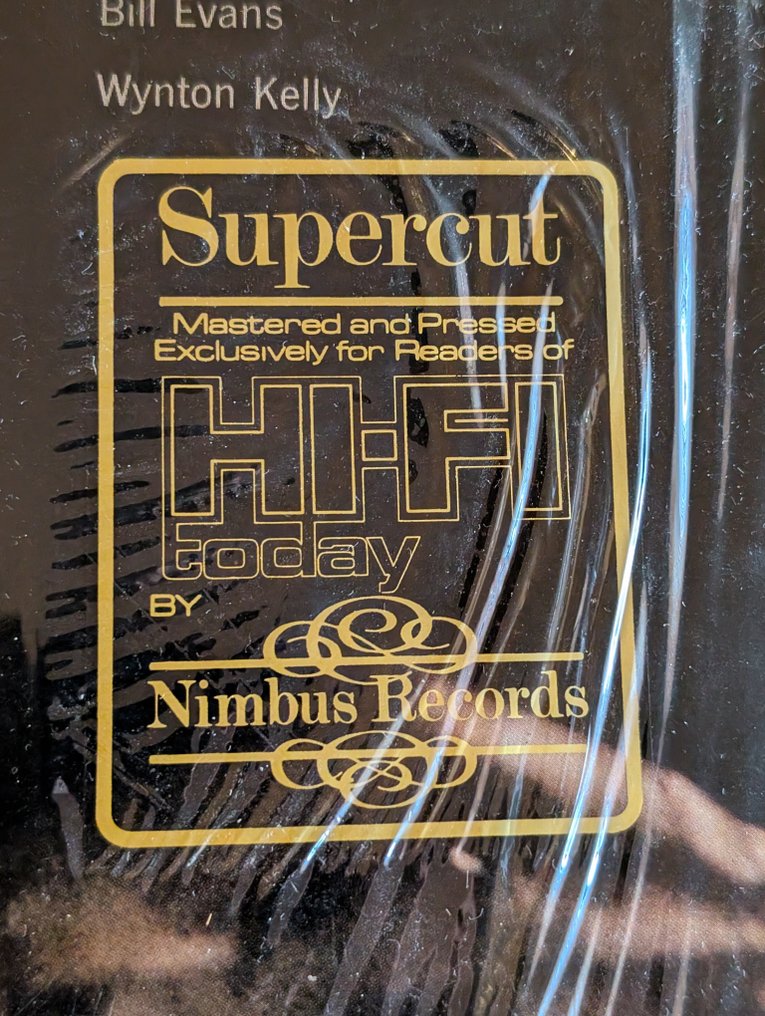 Bill Evans
Wynton Kelly
Supercut
Mastered and Pressed
Exclusively for Readers of
HI-FI
today
BY
Nimbus Records